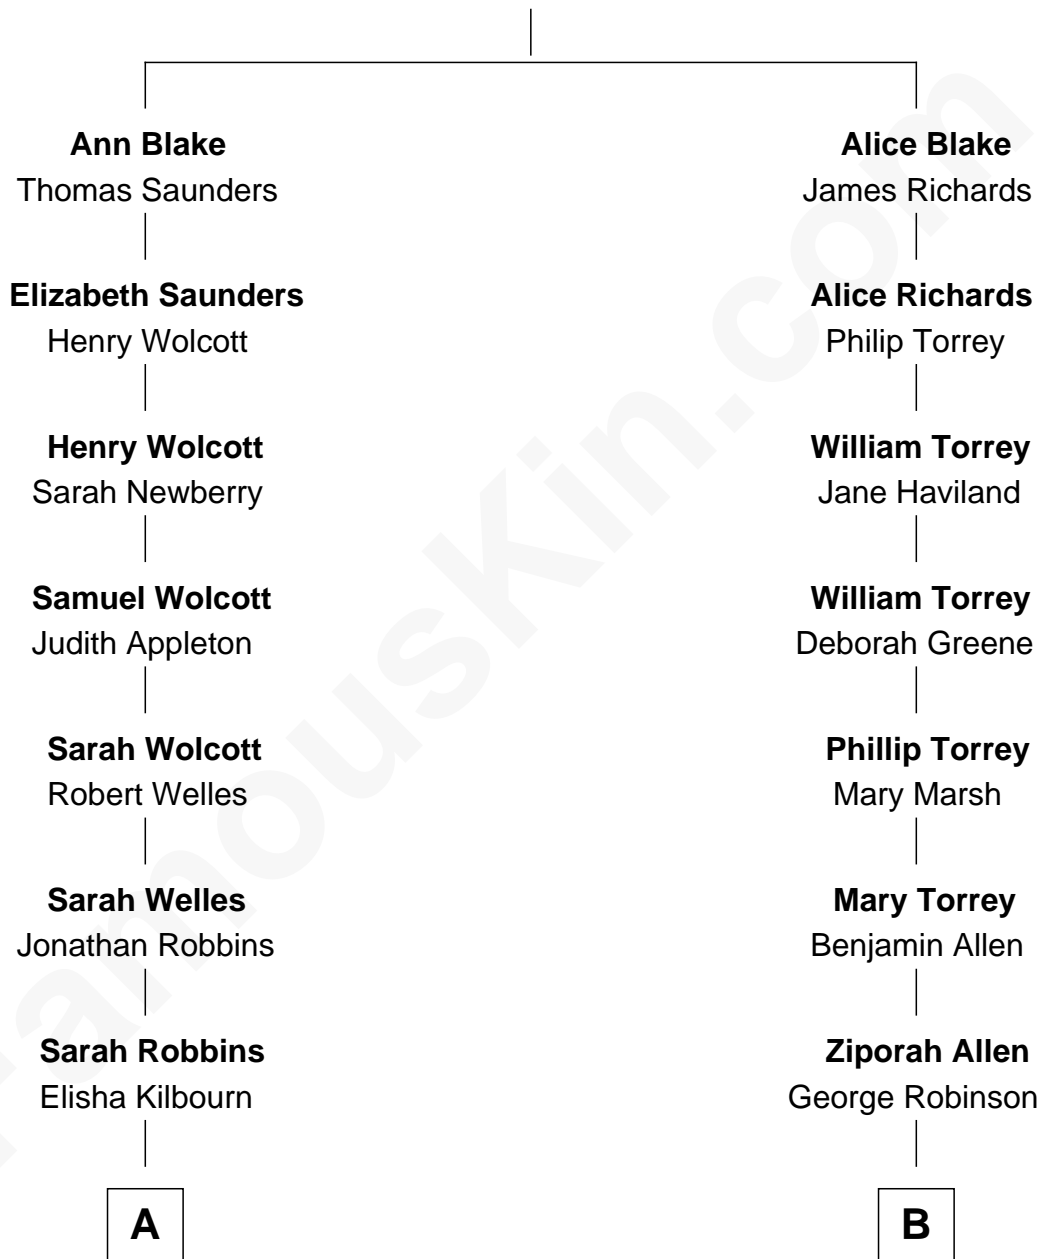 Ann Blake
Thomas Saunders
Elizabeth Saunders
Henry Wolcott
Henry Wolcott
Sarah Newberry
Samuel Wolcott
Judith Appleton
Sarah Wolcott
Robert Welles
Sarah Welles
Jonathan Robbins
Sarah Robbins
Elisha Kilbourn
A
Alice Blake
James Richards
Alice Richards
Philip Torrey
William Torrey
Jane Haviland
William Torrey
Deborah Greene
Phillip Torrey
Mary Marsh
Mary Torrey
Benjamin Allen
Ziporah Allen
George Robinson
B
FamousKin.com